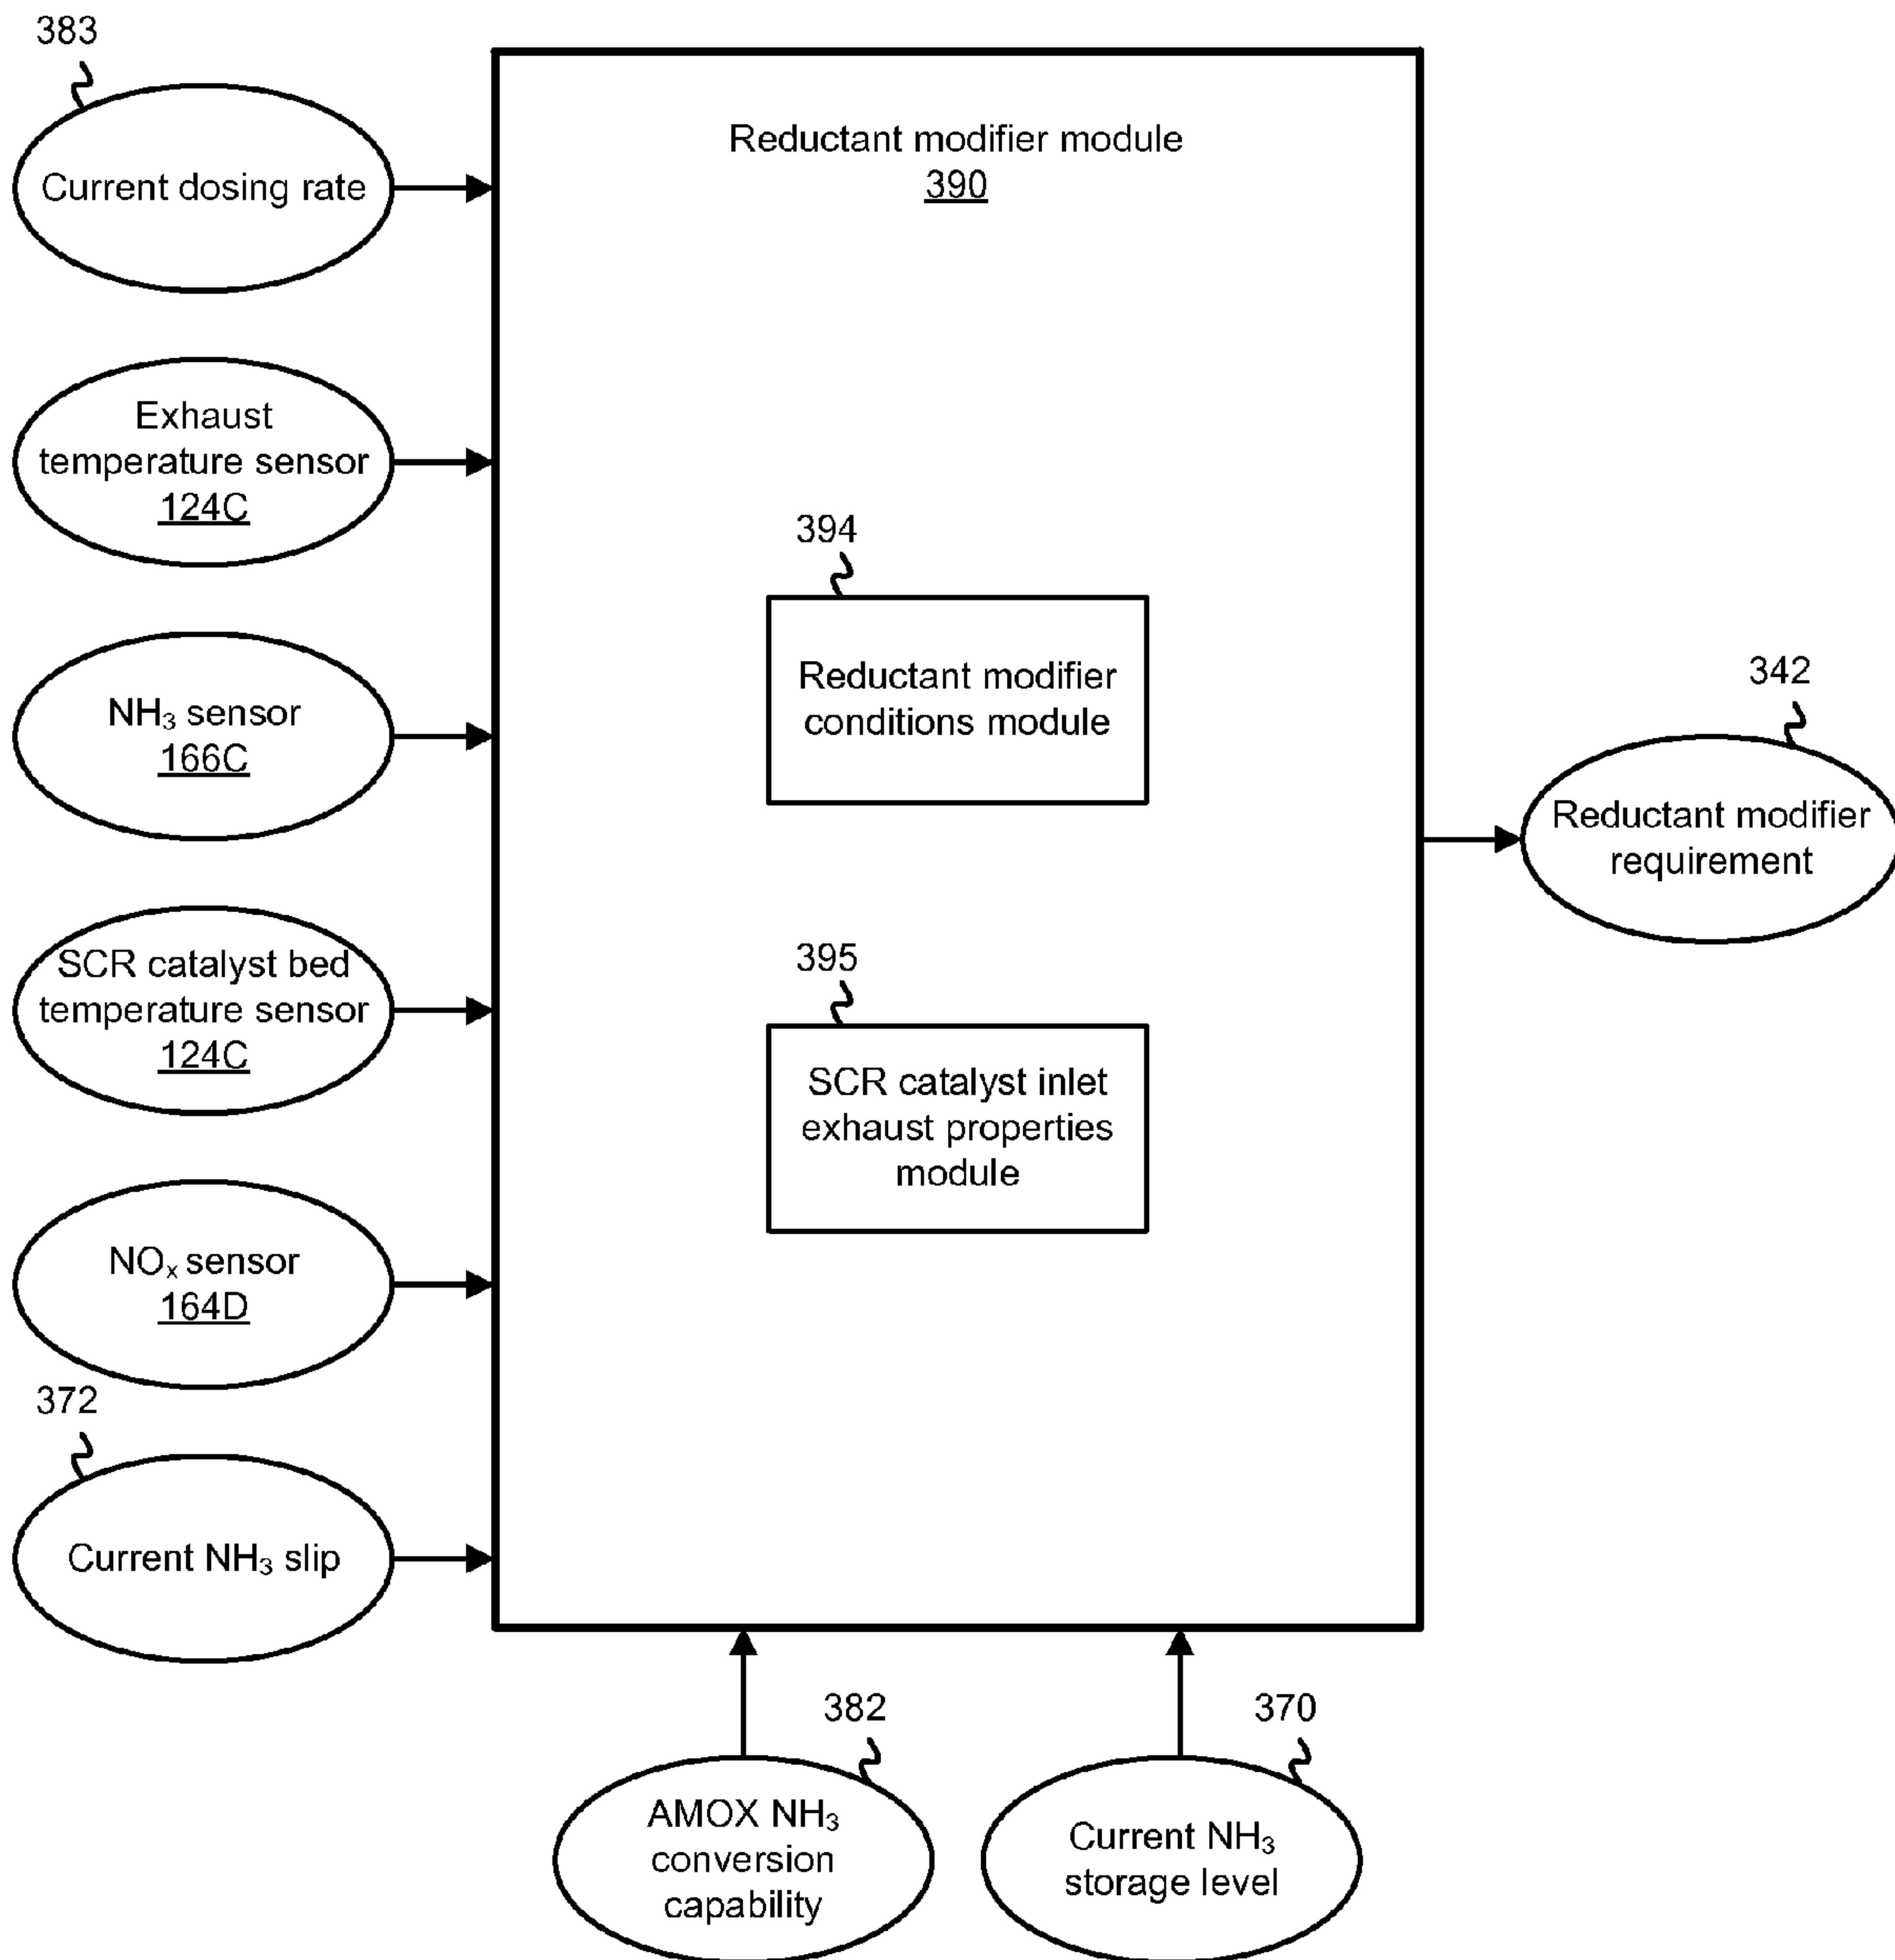 383
Current dosing rate
Exhaust
temperature sensor
124C
NH₃ sensor
166C
SCR catalyst bed
temperature sensor
124C
NOₓ sensor
164D
372
Current NH₃ slip
Reductant modifier module
390
394
Reductant modifier
conditions module
395
SCR catalyst inlet
exhaust properties
module
342
Reductant modifier
requirement
382
AMOX NH₃
conversion
capability
370
Current NH₃
storage level